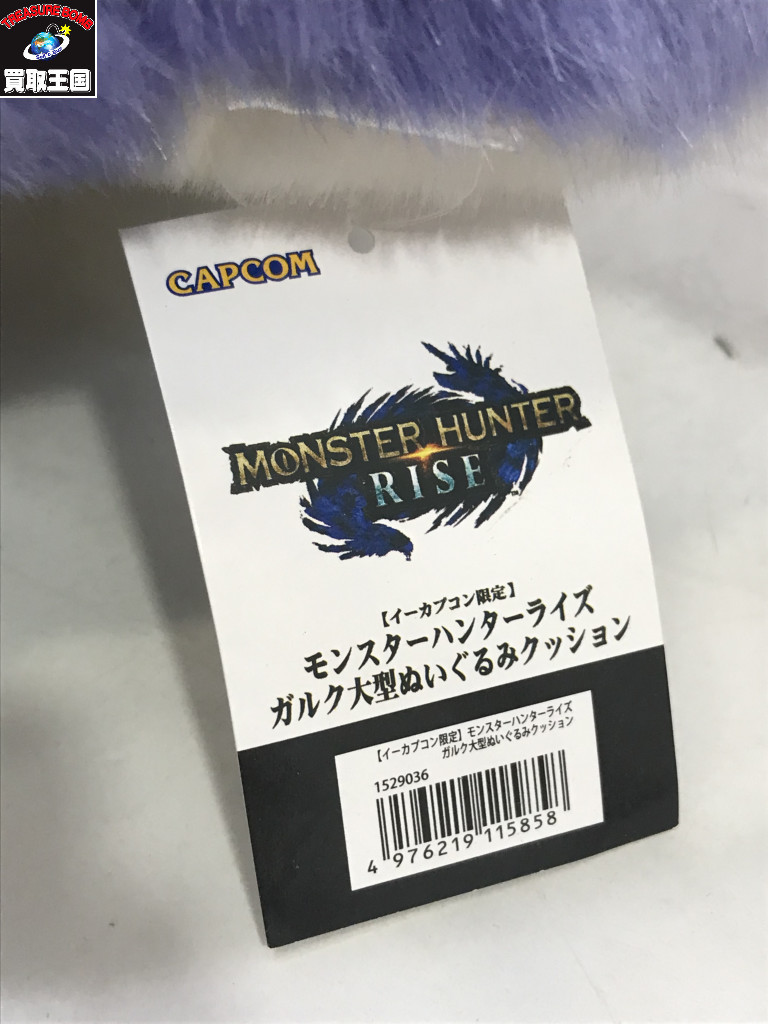 TREASURE BOMB
買取王国
CAPCOM
MONSTER HUNTER
RISE
【イーカプコン限定】
モンスターハンターライズ
ガルク大型ぬいぐるみクッション
【イーカプコン限定】モンスターハンターライズ
ガルク大型ぬいぐるみクッション
1529036
4 976219 115858